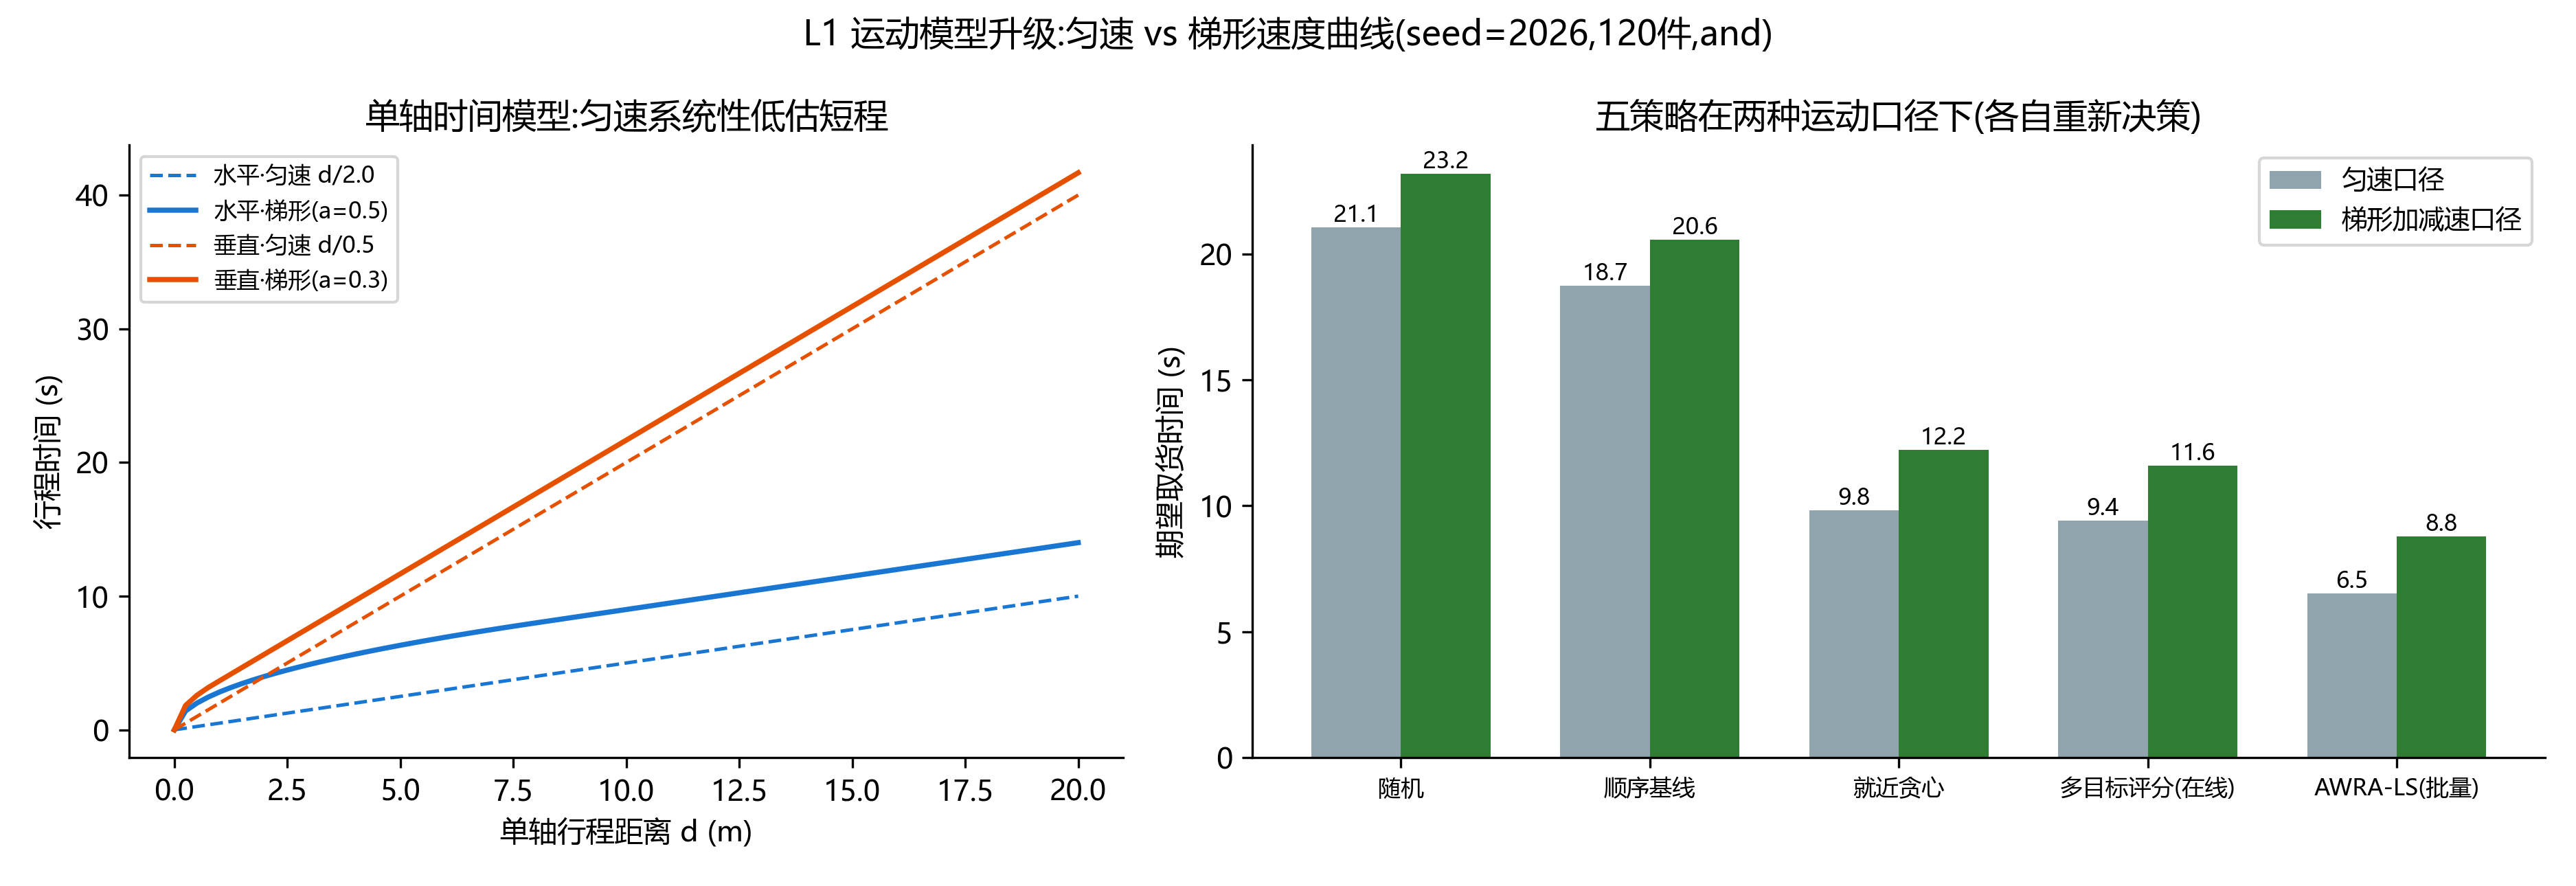 L1 运动模型升级:匀速 vs 梯形速度曲线(seed=2026,120件,and)
单轴时间模型:匀速系统性低估短程
水平·匀速 d/2.0
水平·梯形(a=0.5)
垂直·匀速 d/0.5
垂直·梯形(a=0.3)
行程时间 (s)
40
30
20
10
0
0.0 2.5 5.0 7.5 10.0 12.5 15.0 17.5 20.0
单轴行程距离 d (m)
五策略在两种运动口径下(各自重新决策)
匀速口径
梯形加减速口径
期望取货时间 (s)
20
15
10
5
0
21.1 23.2 18.7 20.6 9.8 12.2 9.4 11.6 6.5 8.8
随机 顺序基线 就近贪心 多目标评分(在线) AWRA-LS(批量)